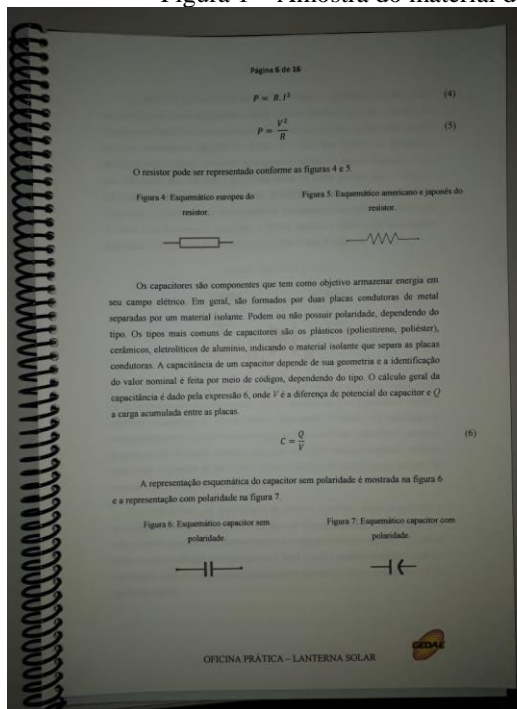 Figura 1 – Amostra do material d
Página 6 de 16
P = R.I² (4)
P = V²/R (5)
O resistor pode ser representado conforme as figuras 4 e 5.
Figura 4: Esquemático europeu do
resistor.
Figura 5: Esquemático americano e japonês do
resistor.
Os capacitores são componentes que tem como objetivo armazenar energia em
seu campo elétrico. Em geral, são formados por duas placas condutoras de metal
separadas por um material isolante. Podem ou não possuir polaridade, dependendo do
tipo. Os tipos mais comuns de capacitores são os plásticos (poliestireno, poliéster),
cerâmicos, eletrolíticos de alumínio, indicando o material isolante que separa as placas
condutoras. A capacitância de um capacitor depende de sua geometria e a identificação
do valor nominal é feita por meio de códigos, dependendo do tipo. O cálculo geral da
capacitância é dado pela expressão 6, onde V é a diferença de potencial do capacitor e Q
a carga acumulada entre as placas.
C = Q/V (6)
A representação esquemática do capacitor sem polaridade é mostrada na figura 6
e a representação com polaridade na figura 7.
Figura 6: Esquemático capacitor sem
polaridade.
Figura 7: Esquemático capacitor com
polaridade.
GEDAE
OFICINA PRÁTICA – LANTERNA SOLAR